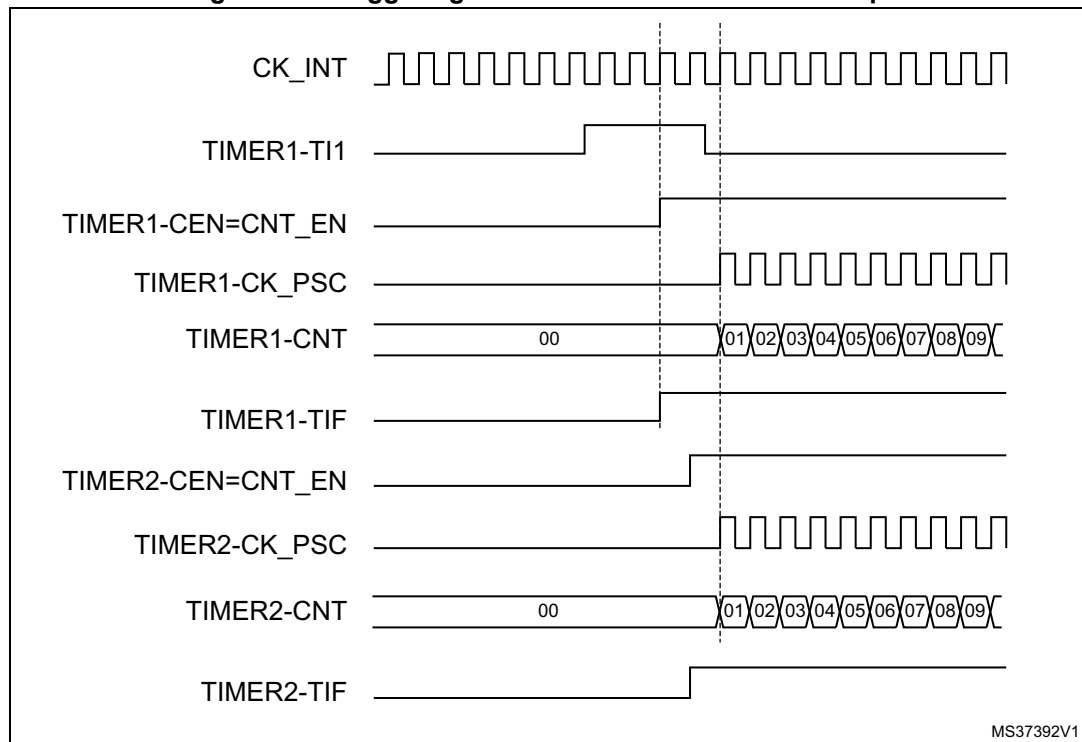 CK_INT
TIMER1-TI1
TIMER1-CEN=CNT_EN
TIMER1-CK_PSC
TIMER1-CNT 00 01 02 03 04 05 06 07 08 09
TIMER1-TIF
TIMER2-CEN=CNT_EN
TIMER2-CK_PSC
TIMER2-CNT 00 01 02 03 04 05 06 07 08 09
TIMER2-TIF
MS37392V1